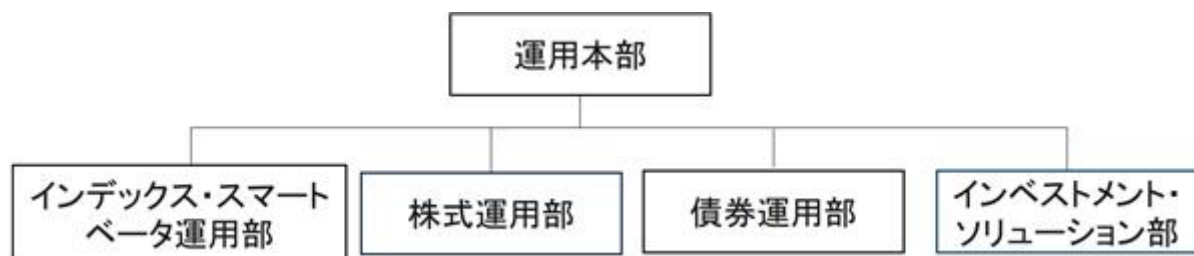 運用本部
インデックス・スマート
ベータ運用部
株式運用部
債券運用部
インベストメント・
ソリューション部